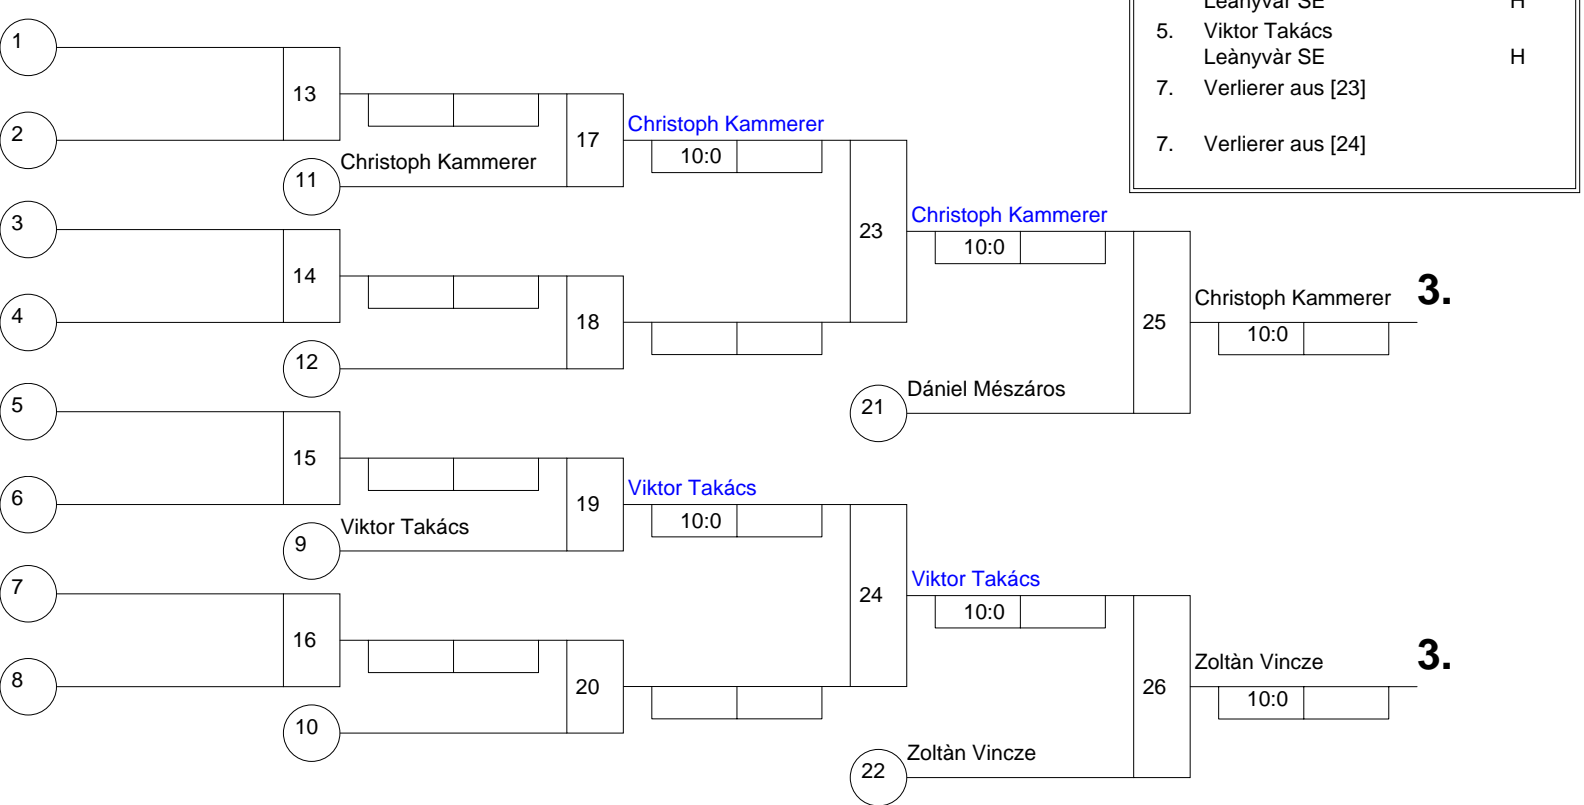 Leànyvàr SE H
5. Viktor Takács
Leànyvàr SE H
7. Verlierer aus [23]
7. Verlierer aus [24]
1
13
2
17
Christoph Kammerer
10:0
11
Christoph Kammerer
3
23
Christoph Kammerer
10:0
14
4
18
25
Christoph Kammerer
3.
10:0
12
5
21
Dániel Mészáros
15
6
19
Viktor Takács
10:0
9
Viktor Takács
7
24
Viktor Takács
10:0
16
8
20
26
Zoltàn Vincze
3.
10:0
10
22
Zoltàn Vincze